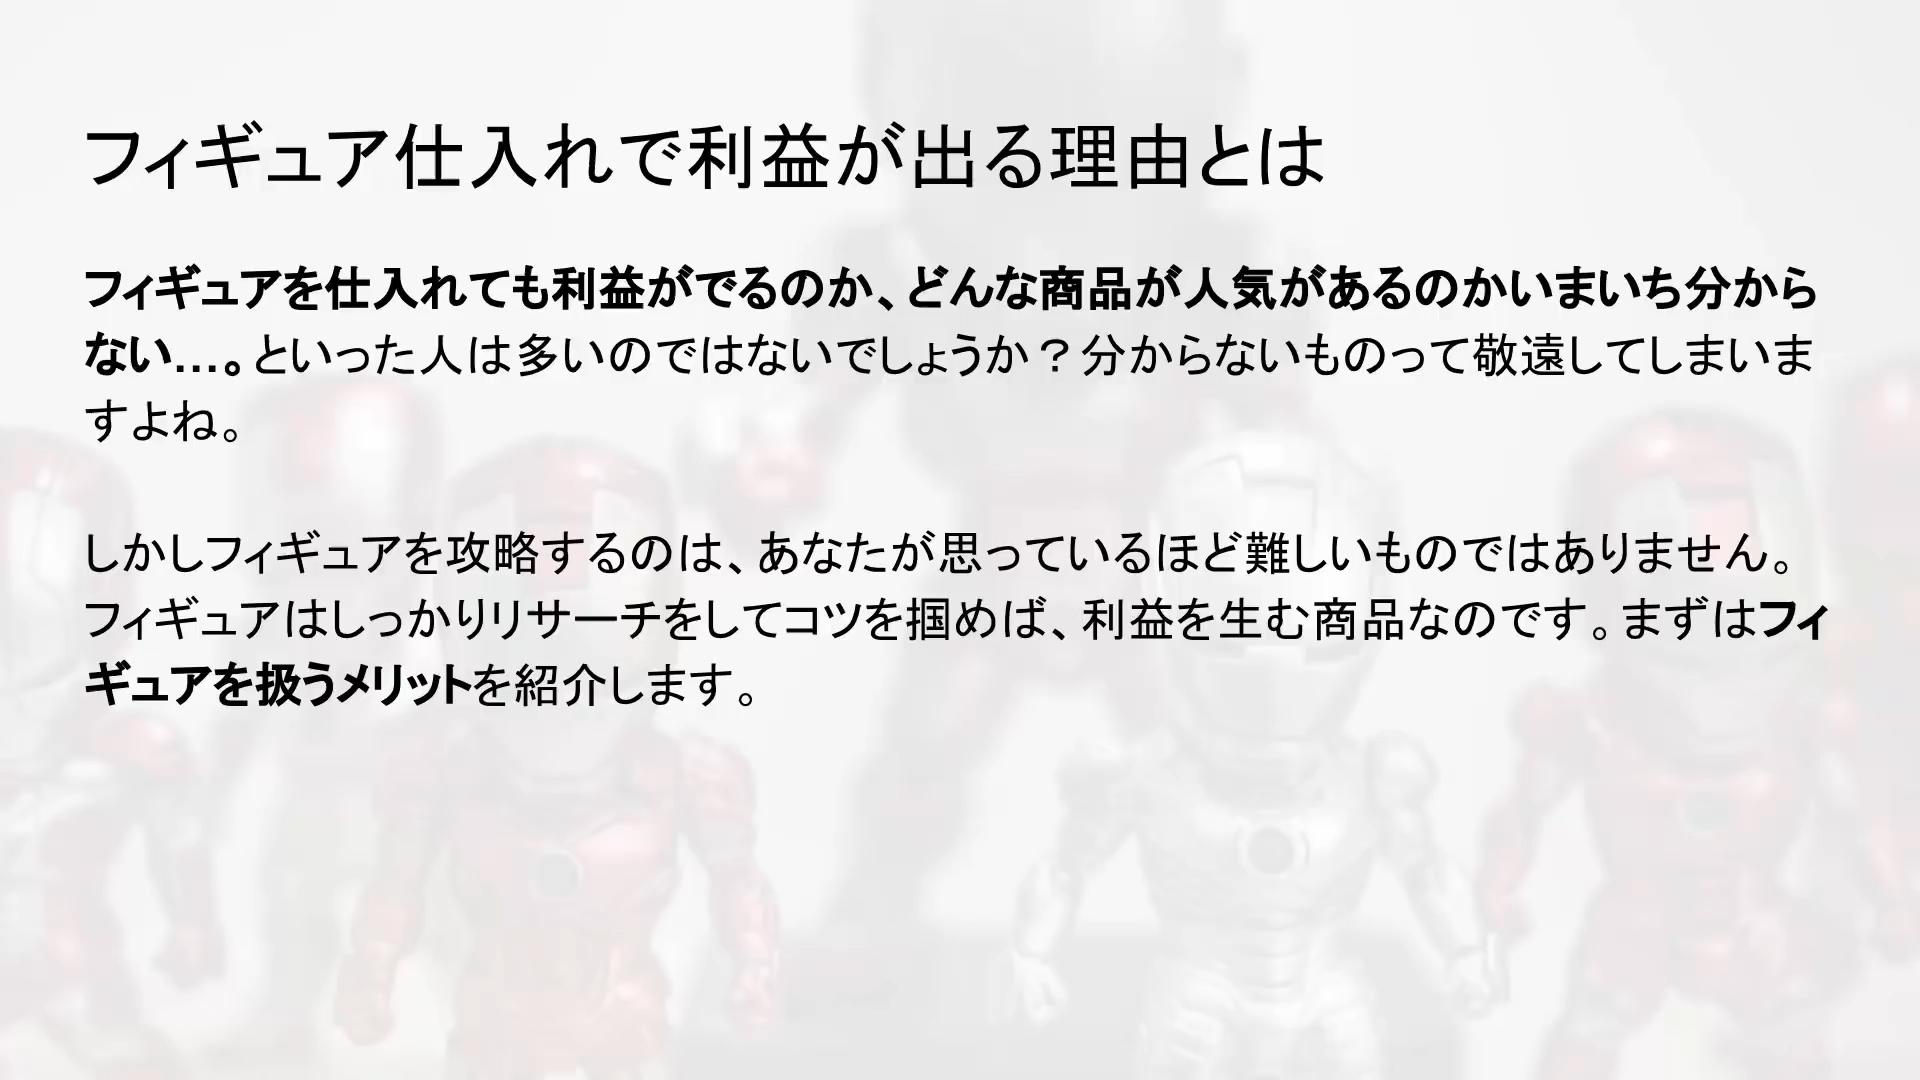 フィギュア仕入れで利益が出る理由とは
フィギュアを仕入れても利益がでるのか、どんな商品が人気があるのかいまいち分から
ない…。といった人は多いのではないでしょうか？分からないものって敬遠してしまいま
すよね。
しかしフィギュアを攻略するのは、あなたが思っているほど難しいものではありません。
フィギュアはしっかりリサーチをしてコツを掴めば、利益を生む商品なのです。まずはフィ
ギュアを扱うメリットを紹介します。